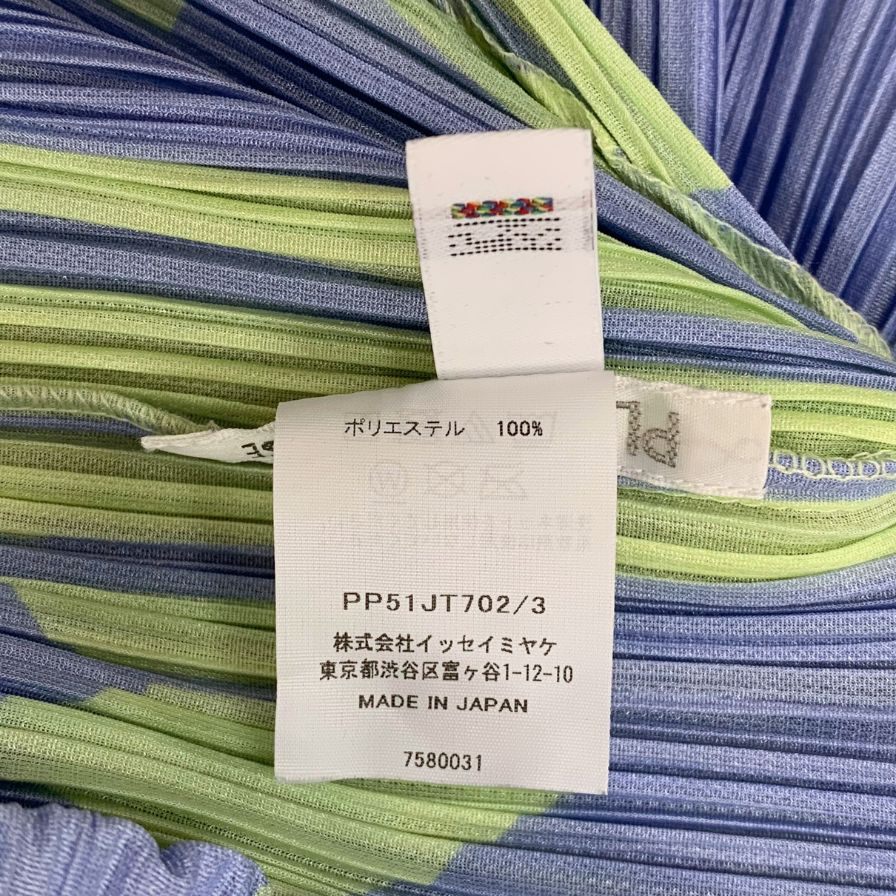 ポリエステル 100%
PP51JT702/3
株式会社イッセイミヤケ
東京都渋谷区富ヶ谷1-12-10
MADE IN JAPAN
7580031